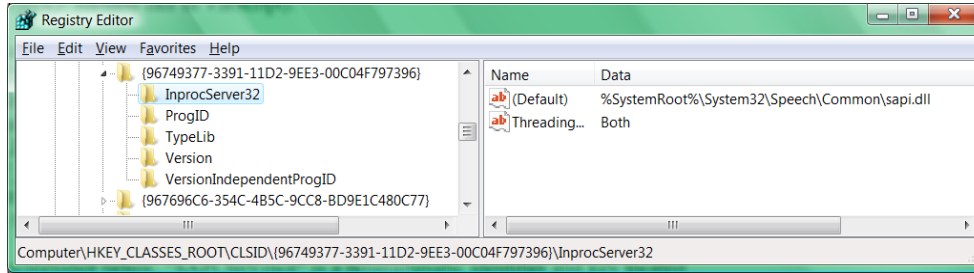 Registry Editor
File Edit View Favorites Help
{96749377-3391-11D2-9EE3-00C04F797396}
InprocServer32
ProgID
TypeLib
Version
VersionIndependentProgID
{967696C6-354C-4B5C-9CC8-BD9E1C480C77}
Name Data
(Default) %SystemRoot%\System32\Speech\Common\sapi.dll
Threading... Both
Computer\HKEY_CLASSES_ROOT\CLSID\{96749377-3391-11D2-9EE3-00C04F797396}\InprocServer32